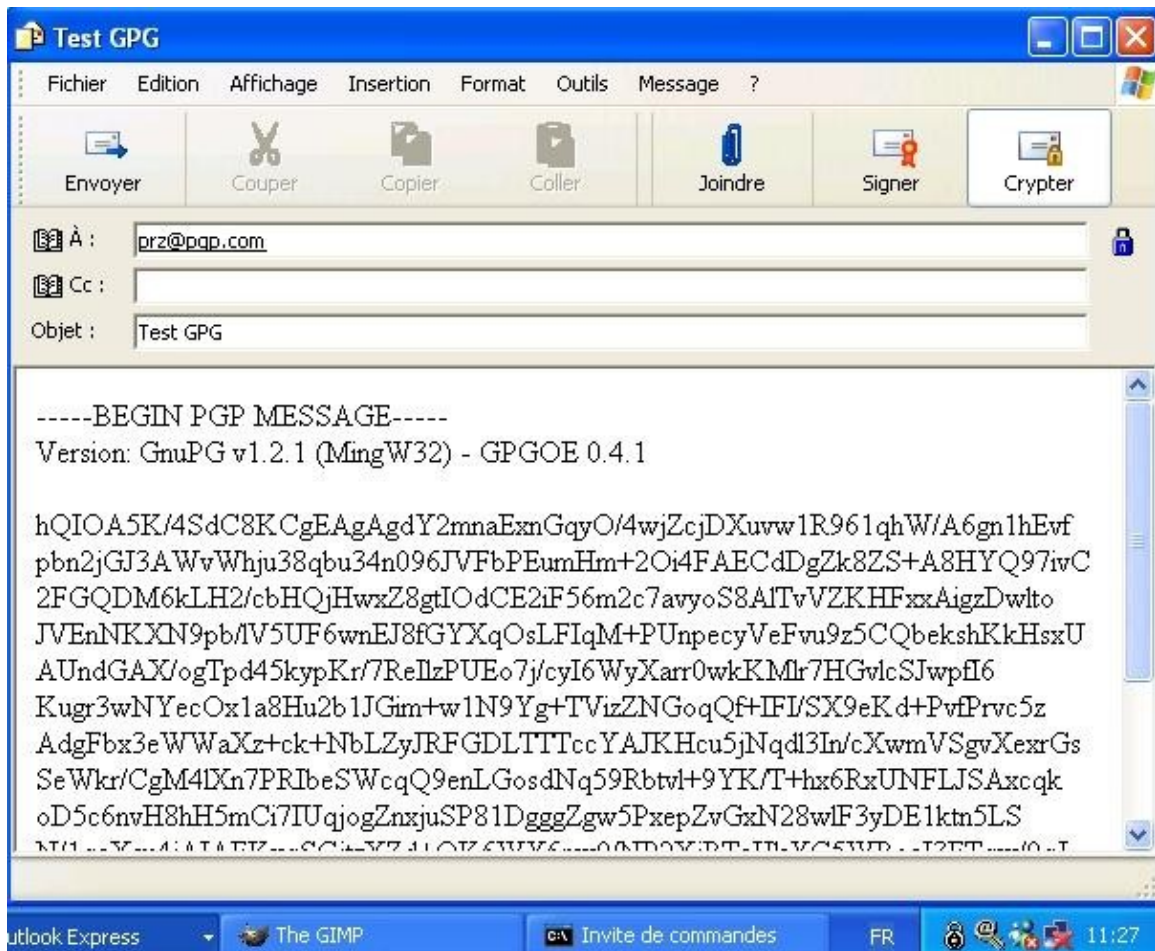 Test GPG
Fichier Edition Affichage Insertion Format Outils Message ?
Envoyer Couper Copier Coller Joindre Signer Crypter
À : prz@pgp.com
Cc :
Objet : Test GPG
-----BEGIN PGP MESSAGE-----
Version: GnuPG v1.2.1 (MingW32) - GPGOE 0.4.1
hQIOA5K/4SdC8KCgEAgAgdY2mnaExnGqyO/4wjZcjDXuvw1R961qhW/A6gn1hEvf
pbn2jGJ3AWvWhju38qbu34n096JVFbPEumHm+2Oi4FAECdDgZk8ZS+A8HYQ97ivC
2FGQDM6kLH2/cbHQjHwxZ8gtIOdCE2iF56m2c7avyoS8AlTvVZKHFxxAigzDwlto
JVEnNKXN9pb/lV5UF6wnEJ8fGYXqOsLFIqM+PUnpecyVeFvu9z5CQbekshKkHsxU
AUndGAX/ogTpd45kypKr/7ReIlzPUEo7j/cyI6WyXarr0wkKMlr7HGvlcSJwpfI6
Kugr3wNYecOx1a8Hu2b1JGim+w1N9Yg+TVizZNGoqQf+IFI/SX9eKd+PvfPrvc5z
AdgFbx3eWWaXz+ck+NbLZyJRFGDLTTTccYAJKHcu5jNqdl3In/cXwmVSgvXexrGs
SeWkr/CgM4lXn7PRIbeSWcqQ9enLGosdNq59Rbtvl+9YK/T+hx6RxUNFLJSAxcqk
oD5c6nvH8hH5mCi7IUqjogZnxjuSP81DgggZgw5PxepZvGxN28wlF3yDE1ktn5LS
utlook Express The GIMP Invite de commandes FR 11:27